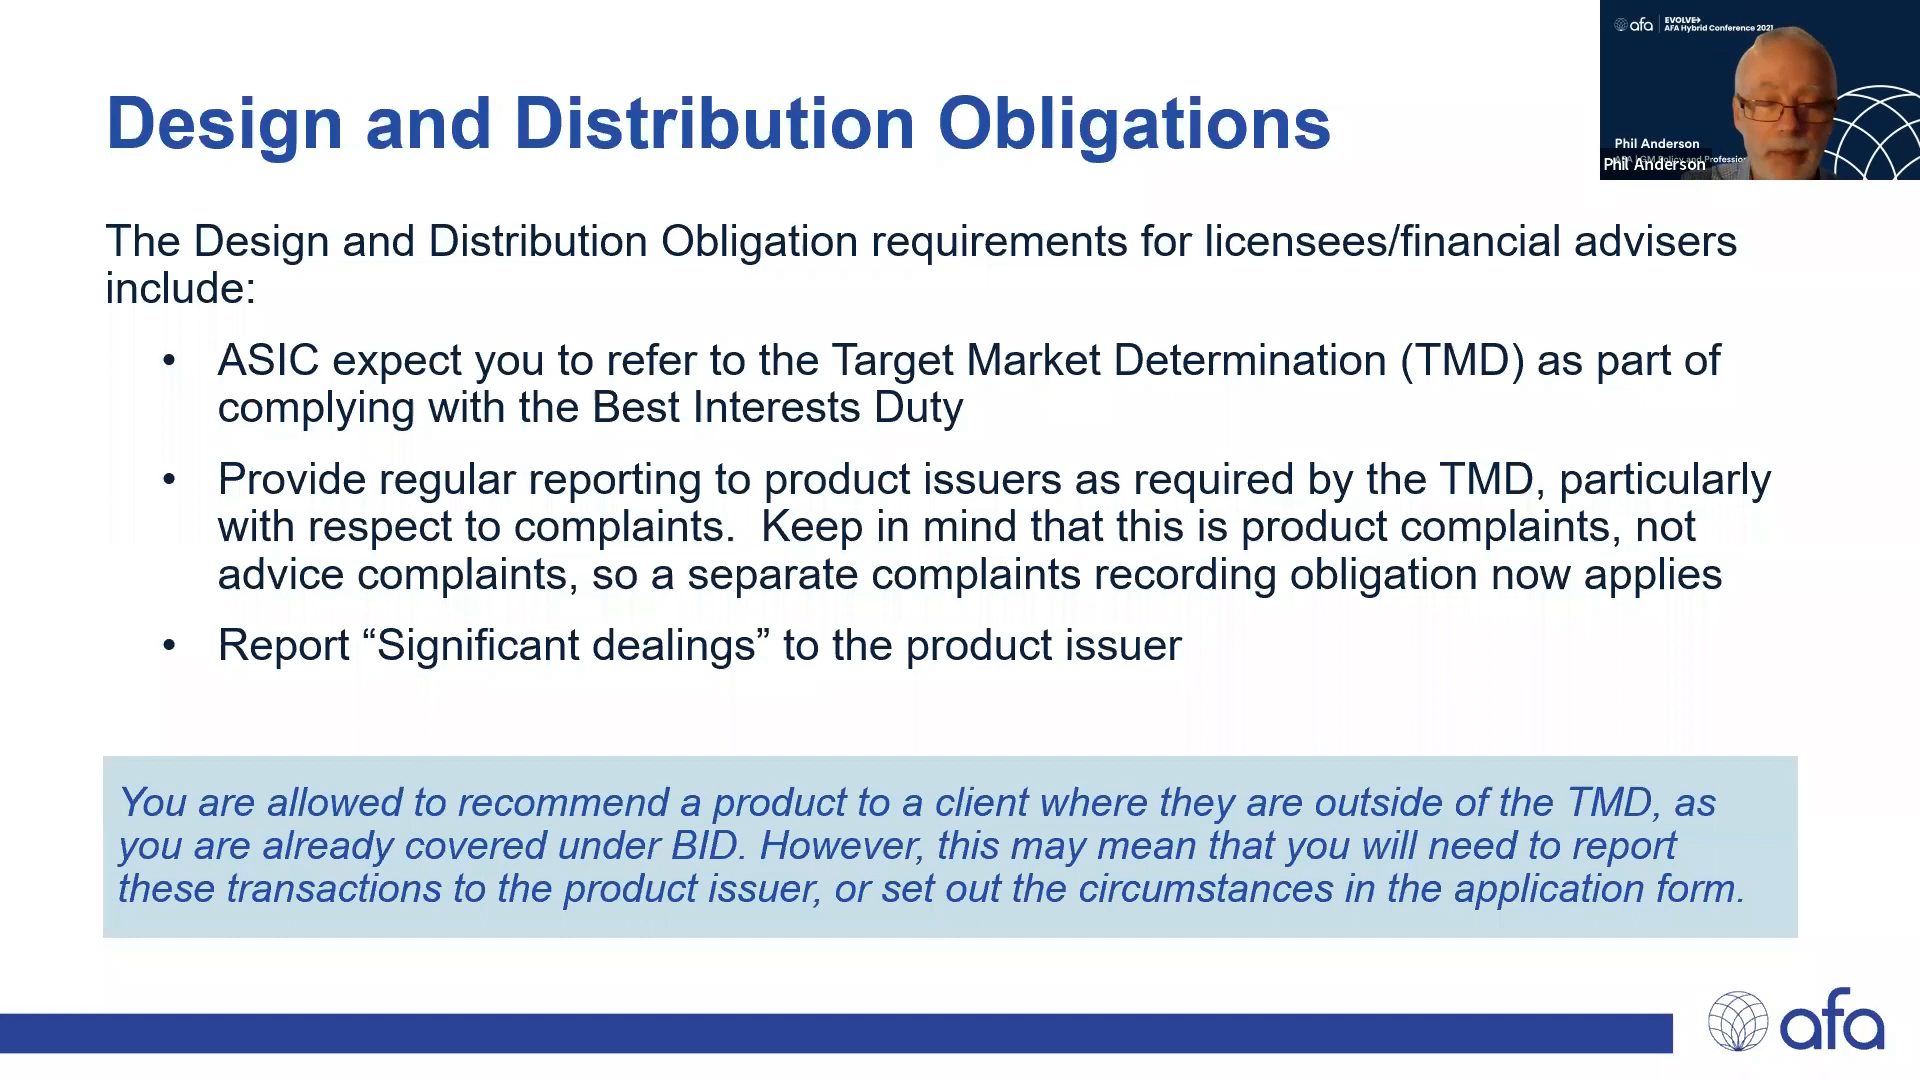 Design and Distribution Obligations
afa
EVOLVE
AFA Hybrid Conference 2021
Phil Anderson
GM Policy and
Phil Anderson
The Design and Distribution Obligation requirements for licensees/financial advisers
include:
• ASIC expect you to refer to the Target Market Determination (TMD) as part of
complying with the Best Interests Duty
• Provide regular reporting to product issuers as required by the TMD, particularly
with respect to complaints.  Keep in mind that this is product complaints, not
advice complaints, so a separate complaints recording obligation now applies
• Report “Significant dealings” to the product issuer
You are allowed to recommend a product to a client where they are outside of the TMD, as
you are already covered under BID. However, this may mean that you will need to report
these transactions to the product issuer, or set out the circumstances in the application form.
afa